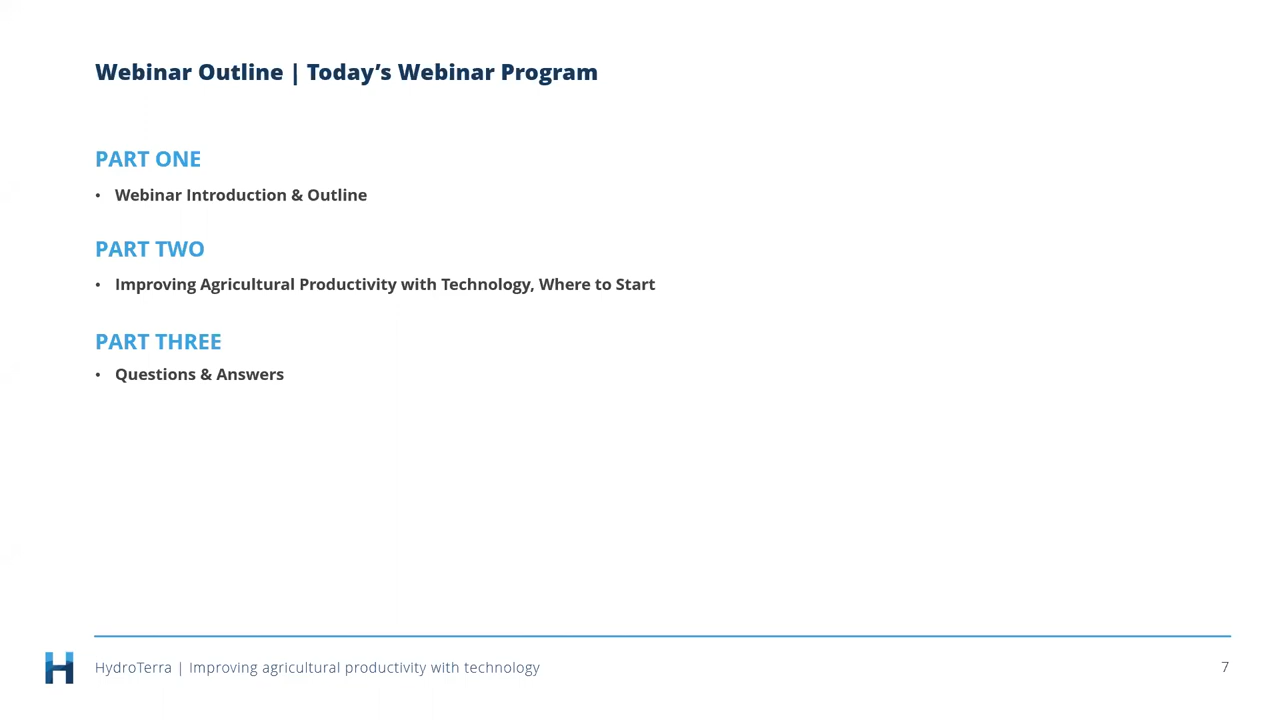 Webinar Outline | Today’s Webinar Program
PART ONE
• Webinar Introduction & Outline
PART TWO
• Improving Agricultural Productivity with Technology, Where to Start
PART THREE
• Questions & Answers
HydroTerra | Improving agricultural productivity with technology
7